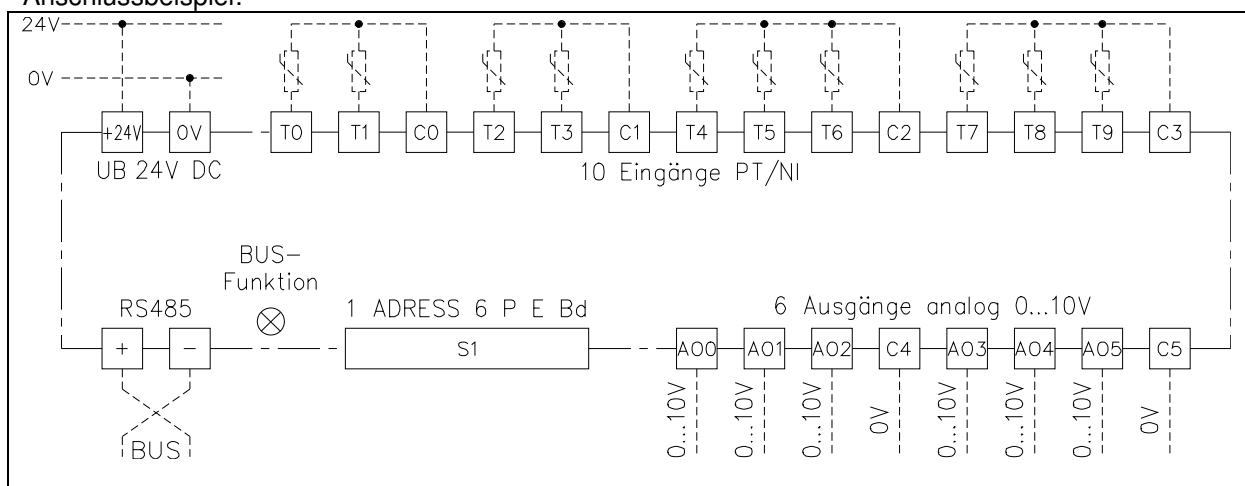 Anschlussbeispiel:
24V
0V
+24V 0V T0 T1 C0 T2 T3 C1 T4 T5 T6 C2 T7 T8 T9 C3
UB 24V DC
10 Eingänge PT/NI
BUS-
Funktion
RS485
1 ADRESS 6 P E Bd
6 Ausgänge analog 0...10V
+ - S1 AO0 AO1 AO2 C4 AO3 AO4 AO5 C5
0...10V 0...10V 0...10V 0V 0...10V 0...10V 0...10V 0V
BUS